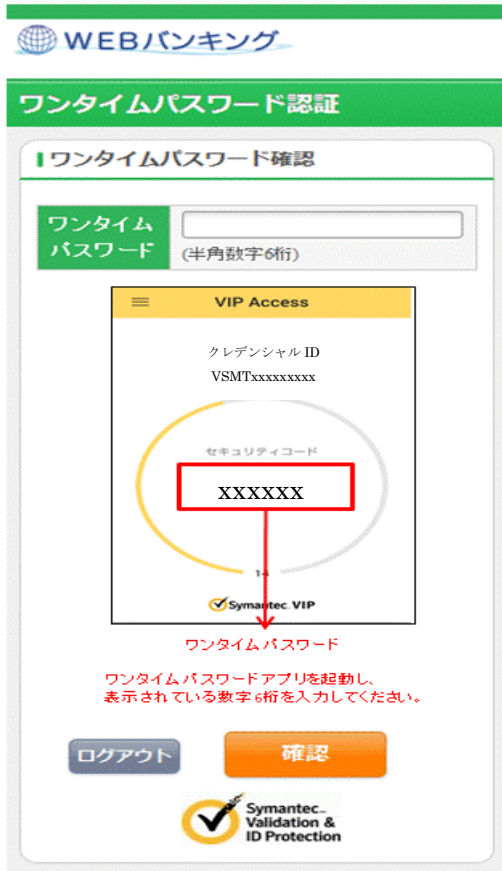 WEBバンキング
ワンタイムパスワード認証
ワンタイムパスワード確認
ワンタイム
パスワード
(半角数字6桁)
VIP Access
クレデンシャル ID
VSMTxxxxxxxxx
セキュリティコード
xxxxxx
14
Symantec. VIP
ワンタイムパスワード
ワンタイムパスワードアプリを起動し、
表示されている数字6桁を入力してください。
ログアウト
確認
Symantec.
Validation &
ID Protection